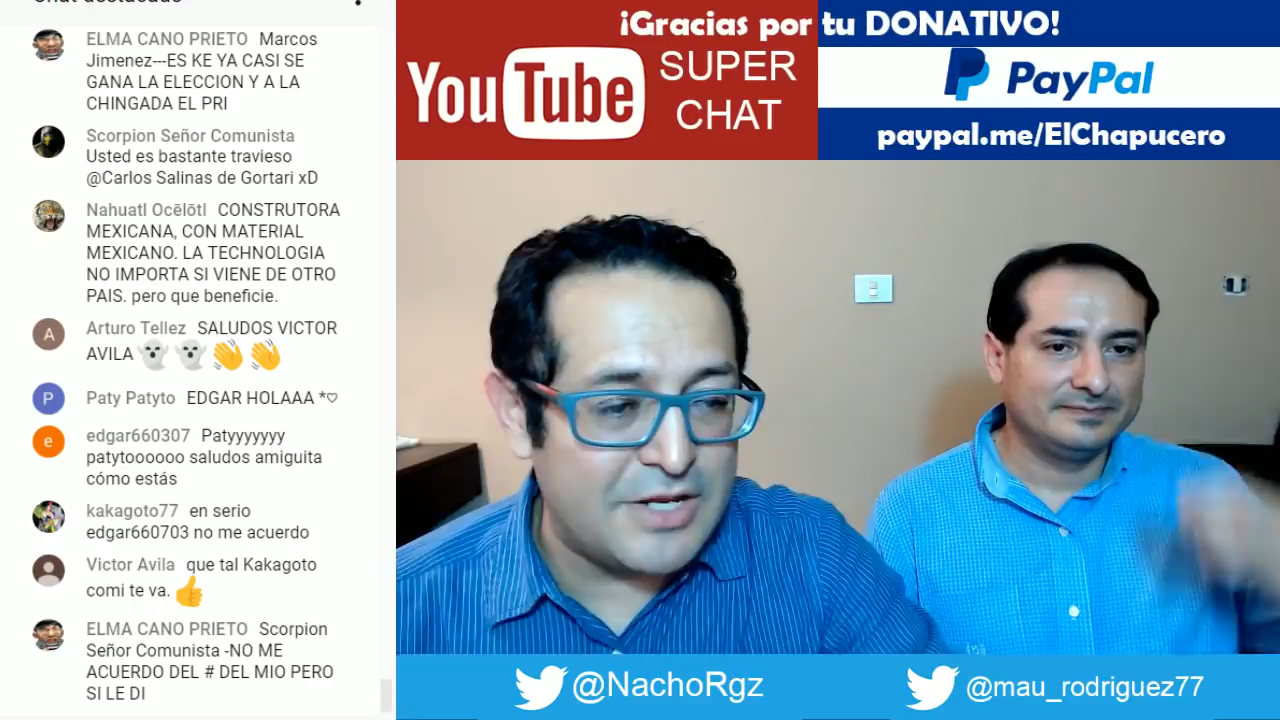 Chat destacado
ELMA CANO PRIETO Marcos
Jimenez---ES KE YA CASI SE
GANA LA ELECCION Y A LA
CHINGADA EL PRI
Scorpion Señor Comunista
Usted es bastante travieso
@Carlos Salinas de Gortari xD
Nahuatl Ocēlōtl CONSTRUTORA
MEXICANA, CON MATERIAL
MEXICANO. LA TECHNOLOGIA
NO IMPORTA SI VIENE DE OTRO
PAIS. pero que beneficie.
A
Arturo Tellez SALUDOS VICTOR
AVILA👻👻👋👋
P
Paty Patyto EDGAR HOLAAA *♡
e
edgar660307 Patyyyyyy
patytoooooo saludos amiguita
cómo estás
kakagoto77 en serio
edgar660703 no me acuerdo
Victor Avila que tal Kakagoto
comi te va.👍
ELMA CANO PRIETO Scorpion
Señor Comunista -NO ME
ACUERDO DEL # DEL MIO PERO
SI LE DI
¡Gracias por tu DONATIVO!
YouTube
SUPER
CHAT
PayPal
paypal.me/ElChapucero
@NachoRgz
@mau_rodriguez77